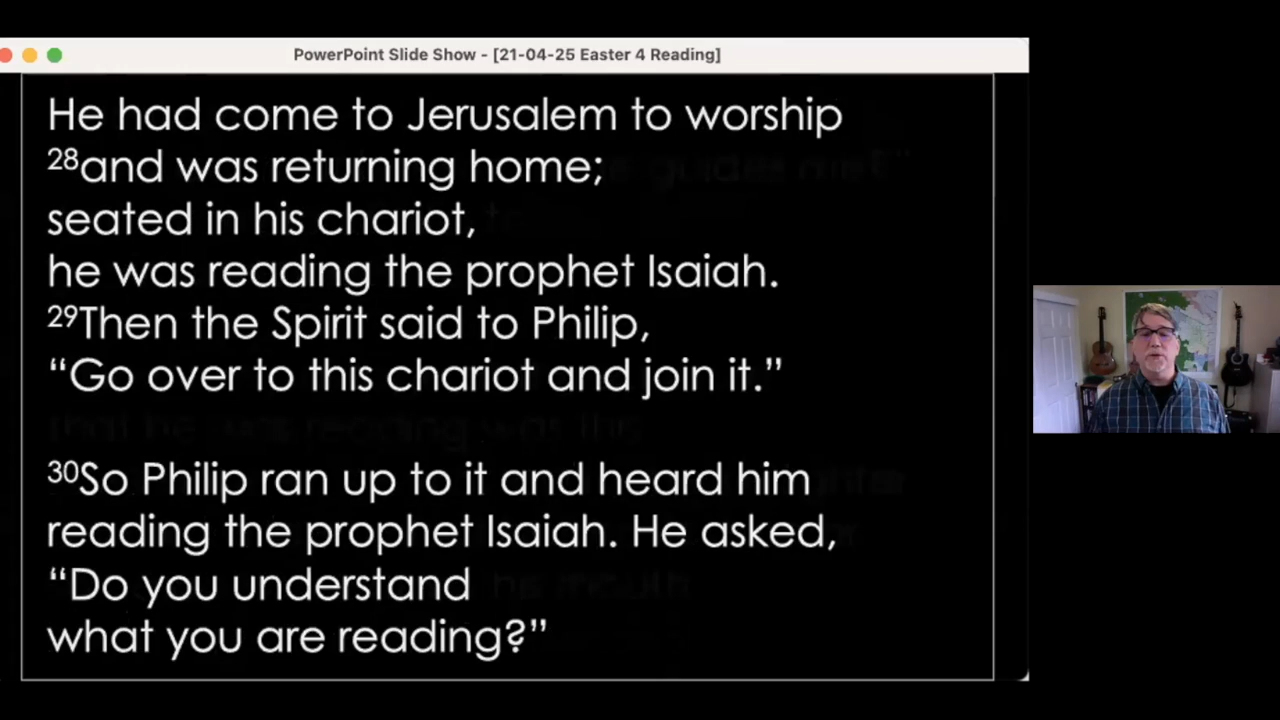 PowerPoint Slide Show - [21-04-25 Easter 4 Reading]
He had come to Jerusalem to worship
28and was returning home;
seated in his chariot,
he was reading the prophet Isaiah.
29Then the Spirit said to Philip,
“Go over to this chariot and join it.”
30So Philip ran up to it and heard him
reading the prophet Isaiah. He asked,
“Do you understand
what you are reading?”